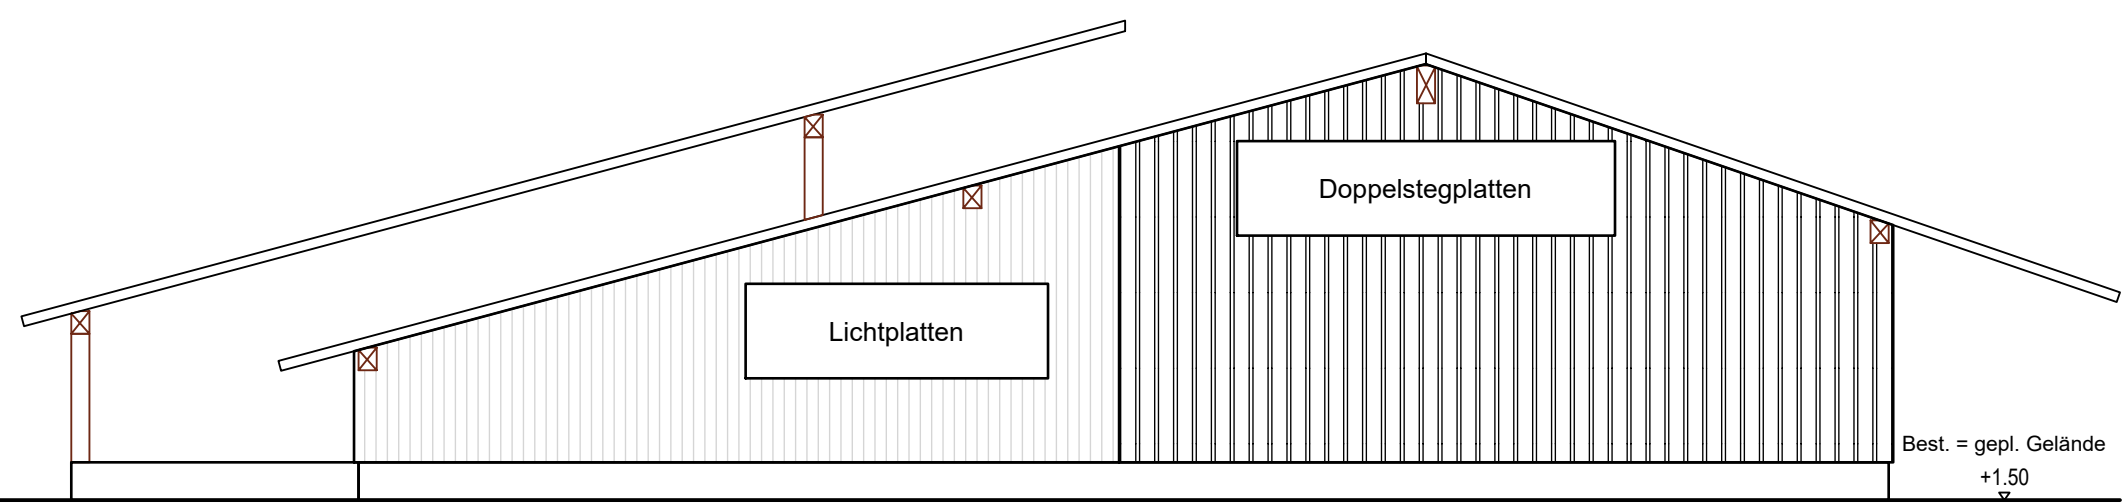 Doppelstegplatten
Lichtplatten
Best. = gepl. Gelände
+1.50